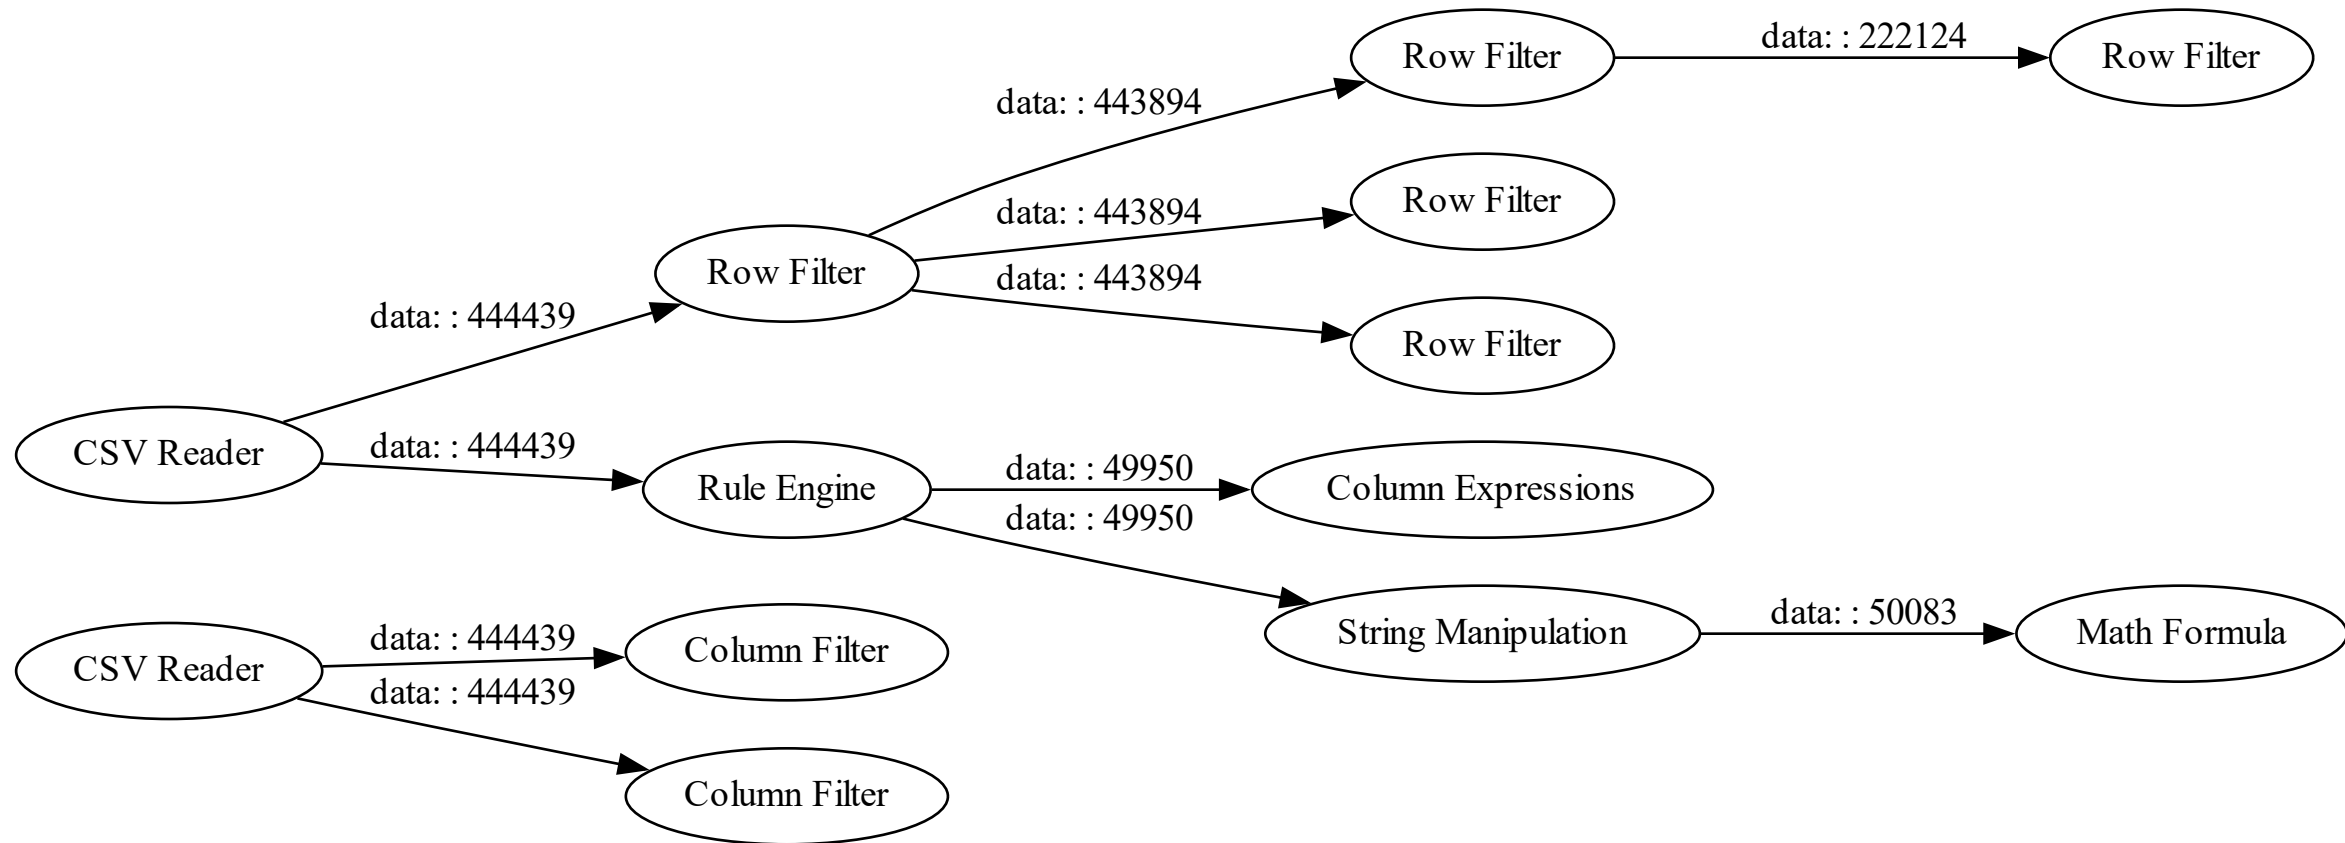 Row Filter
data: : 222124
Row Filter
data: : 443894
Row Filter
data: : 443894
Row Filter
data: : 443894
Row Filter
data: : 444439
CSV Reader
data: : 444439
Rule Engine
data: : 49950
Column Expressions
data: : 49950
String Manipulation
data: : 50083
Math Formula
CSV Reader
data: : 444439
Column Filter
data: : 444439
Column Filter